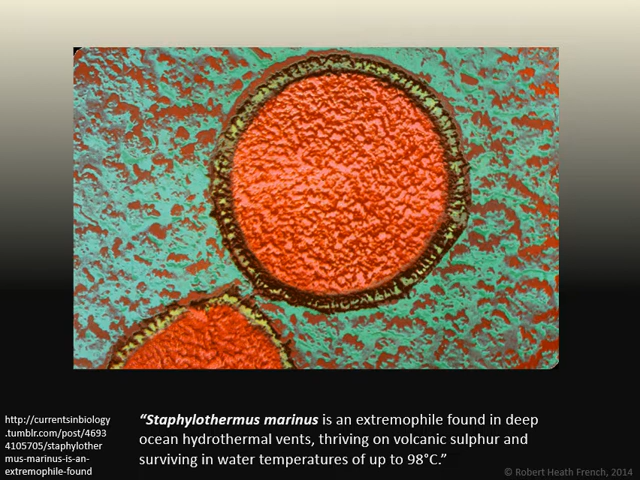 http://currentsinbiology
.tumblr.com/post/4693
4105705/staphylother
mus-marinus-is-an-
extremophile-found
“Staphylothermus marinus is an extremophile found in deep
ocean hydrothermal vents, thriving on volcanic sulphur and
surviving in water temperatures of up to 98°C.”
© Robert Heath French, 2014